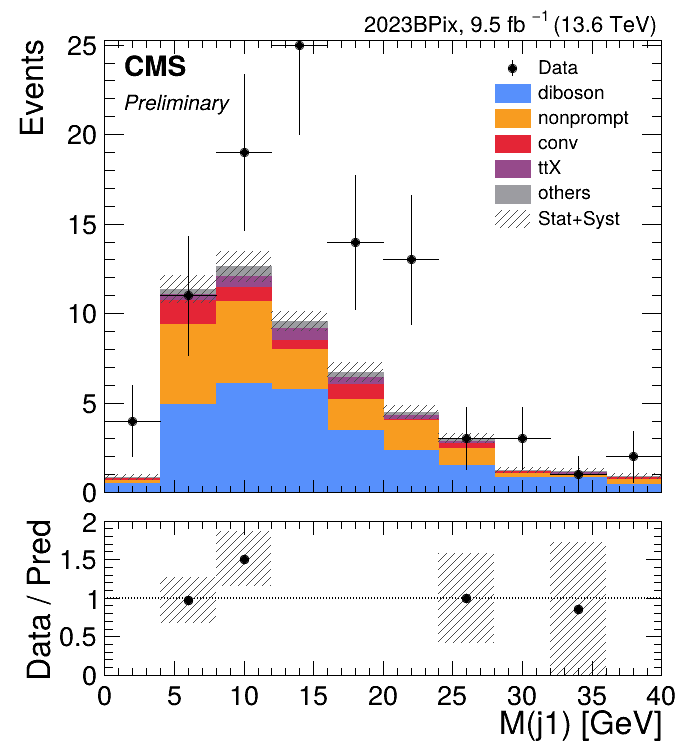 2023BPix, 9.5 fb⁻¹ (13.6 TeV)
CMS
Preliminary
Events
25
20
15
10
5
0
Data
diboson
nonprompt
conv
ttX
others
Stat+Syst
Data / Pred
2
1.5
1
0.5
0
0 5 10 15 20 25 30 35 40
M(j1) [GeV]